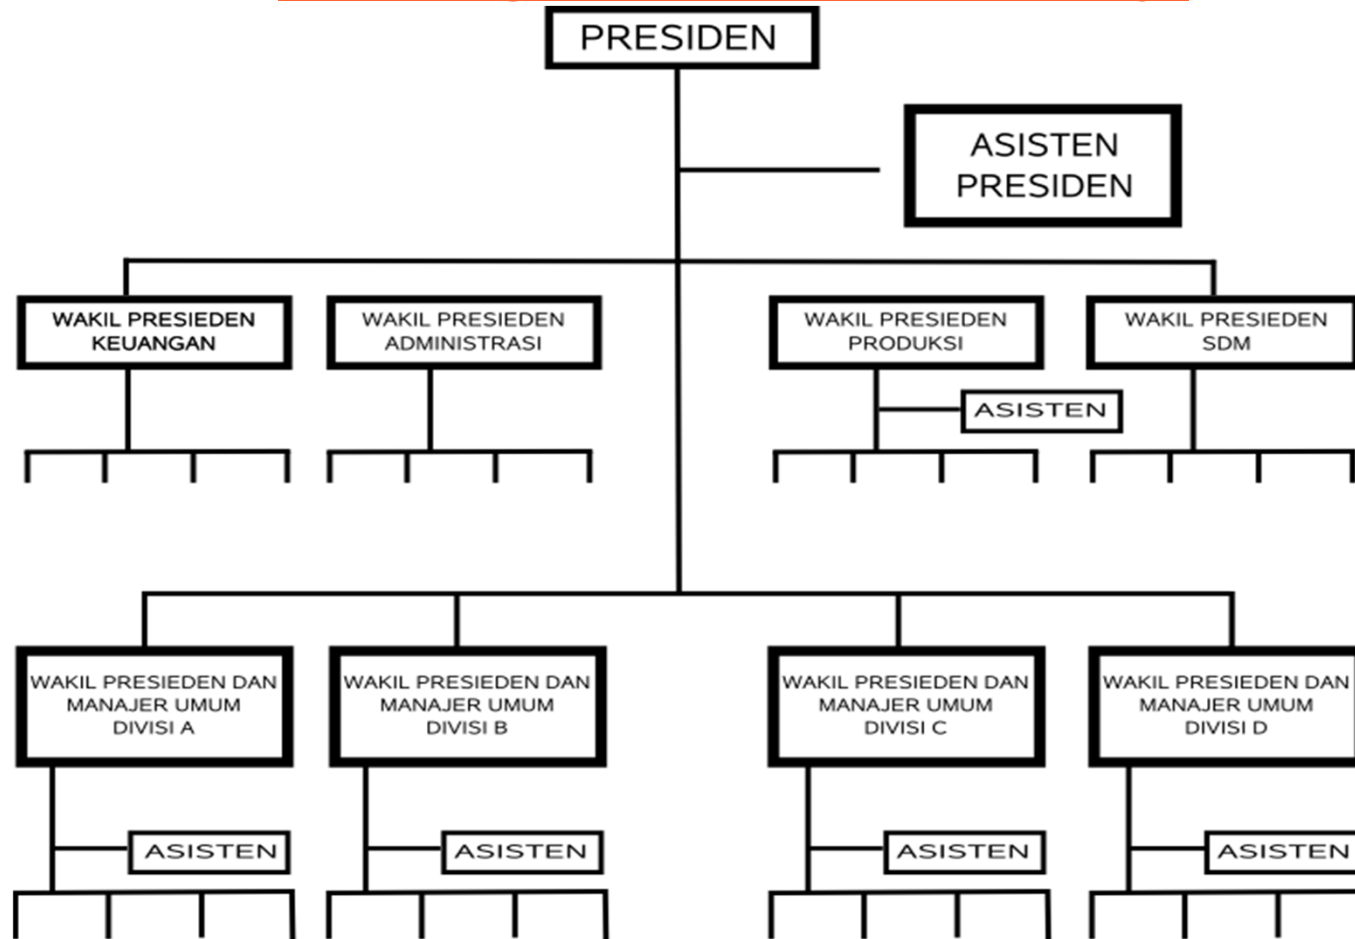 PRESIDEN
ASISTEN
PRESIDEN
WAKIL PRESIEDEN
KEUANGAN
WAKIL PRESIEDEN
ADMINISTRASI
WAKIL PRESIEDEN
PRODUKSI
WAKIL PRESIEDEN
SDM
ASISTEN
WAKIL PRESIEDEN DAN
MANAJER UMUM
DIVISI A
WAKIL PRESIEDEN DAN
MANAJER UMUM
DIVISI B
WAKIL PRESIEDEN DAN
MANAJER UMUM
DIVISI C
WAKIL PRESIEDEN DAN
MANAJER UMUM
DIVISI D
ASISTEN
ASISTEN
ASISTEN
ASISTEN